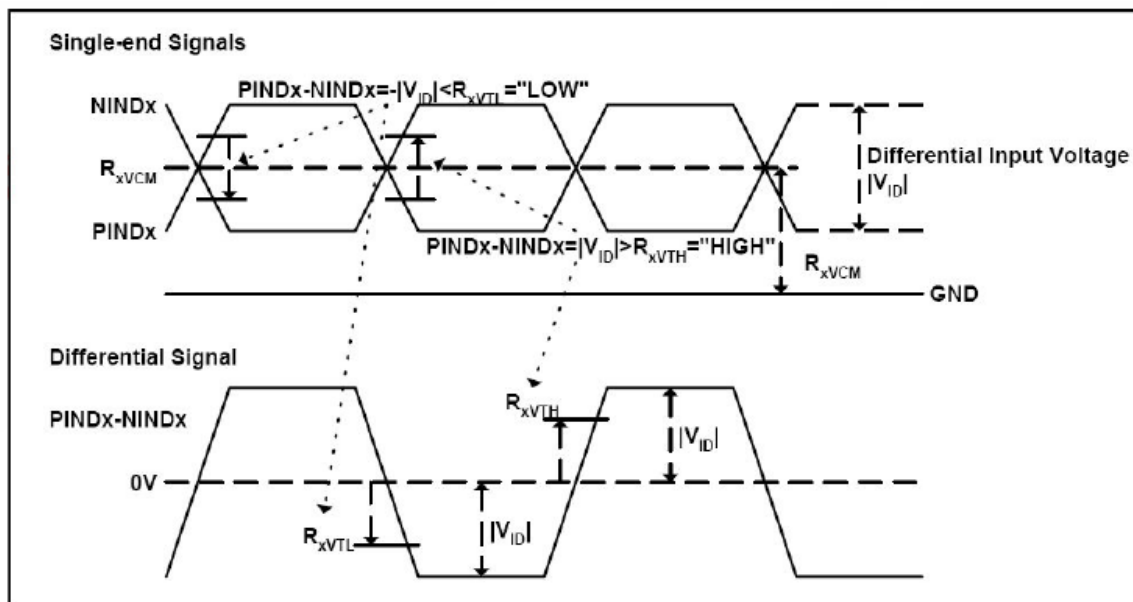 Single-end Signals
PINDx-NINDx=-|VID|<RxVTL="LOW"
NINDx
RxVCM
Differential Input Voltage
|VID|
PINDx
PINDx-NINDx=|VID|>RxVTH="HIGH"
RxVCM
GND
Differential Signal
PINDx-NINDx
RxVTH
|VID|
0V
RxVTL
|VID|